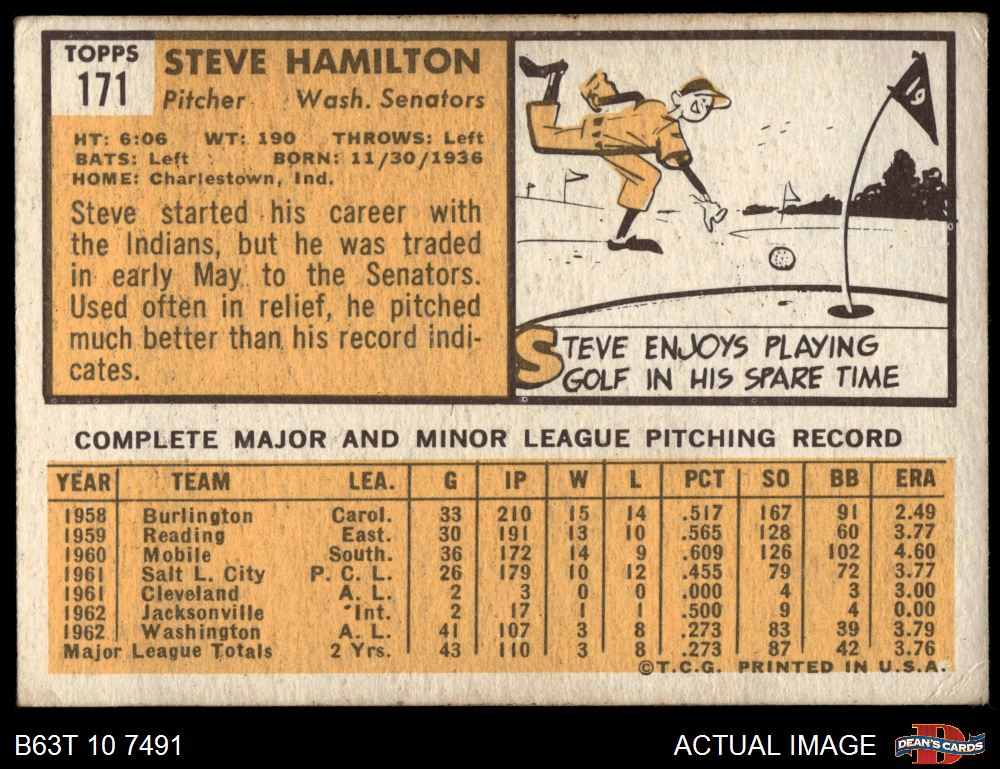 TOPPS
171
STEVE HAMILTON
Pitcher Wash. Senators
HT: 6:06 WT: 190 THROWS: Left
BATS: Left BORN: 11/30/1936
HOME: Charlestown, Ind.
Steve started his career with
the Indians, but he was traded
in early May to the Senators.
Used often in relief, he pitched
much better than his record indi-
cates.
19
STEVE ENJOYS PLAYING
GOLF IN HIS SPARE TIME
COMPLETE MAJOR AND MINOR LEAGUE PITCHING RECORD
YEAR TEAM LEA. G IP W L PCT SO BB ERA
1958 Burlington Carol. 33 210 15 14 .517 167 91 2.49
1959 Reading East. 30 191 13 10 .565 128 60 3.77
1960 Mobile South. 36 172 14 9 .609 126 102 4.60
1961 Salt L. City P. C. L. 26 179 10 12 .455 79 72 3.77
1961 Cleveland A. L. 2 3 0 0 .000 4 3 3.00
1962 Jacksonville Int. 2 17 1 1 .500 9 4 0.00
1962 Washington A. L. 41 107 3 8 .273 83 39 3.79
Major League Totals 2 Yrs. 43 110 3 8 .273 87 42 3.76
©T.C.G. PRINTED IN U.S.A.
B63T 10 7491
ACTUAL IMAGE
D
DEAN'S CARDS